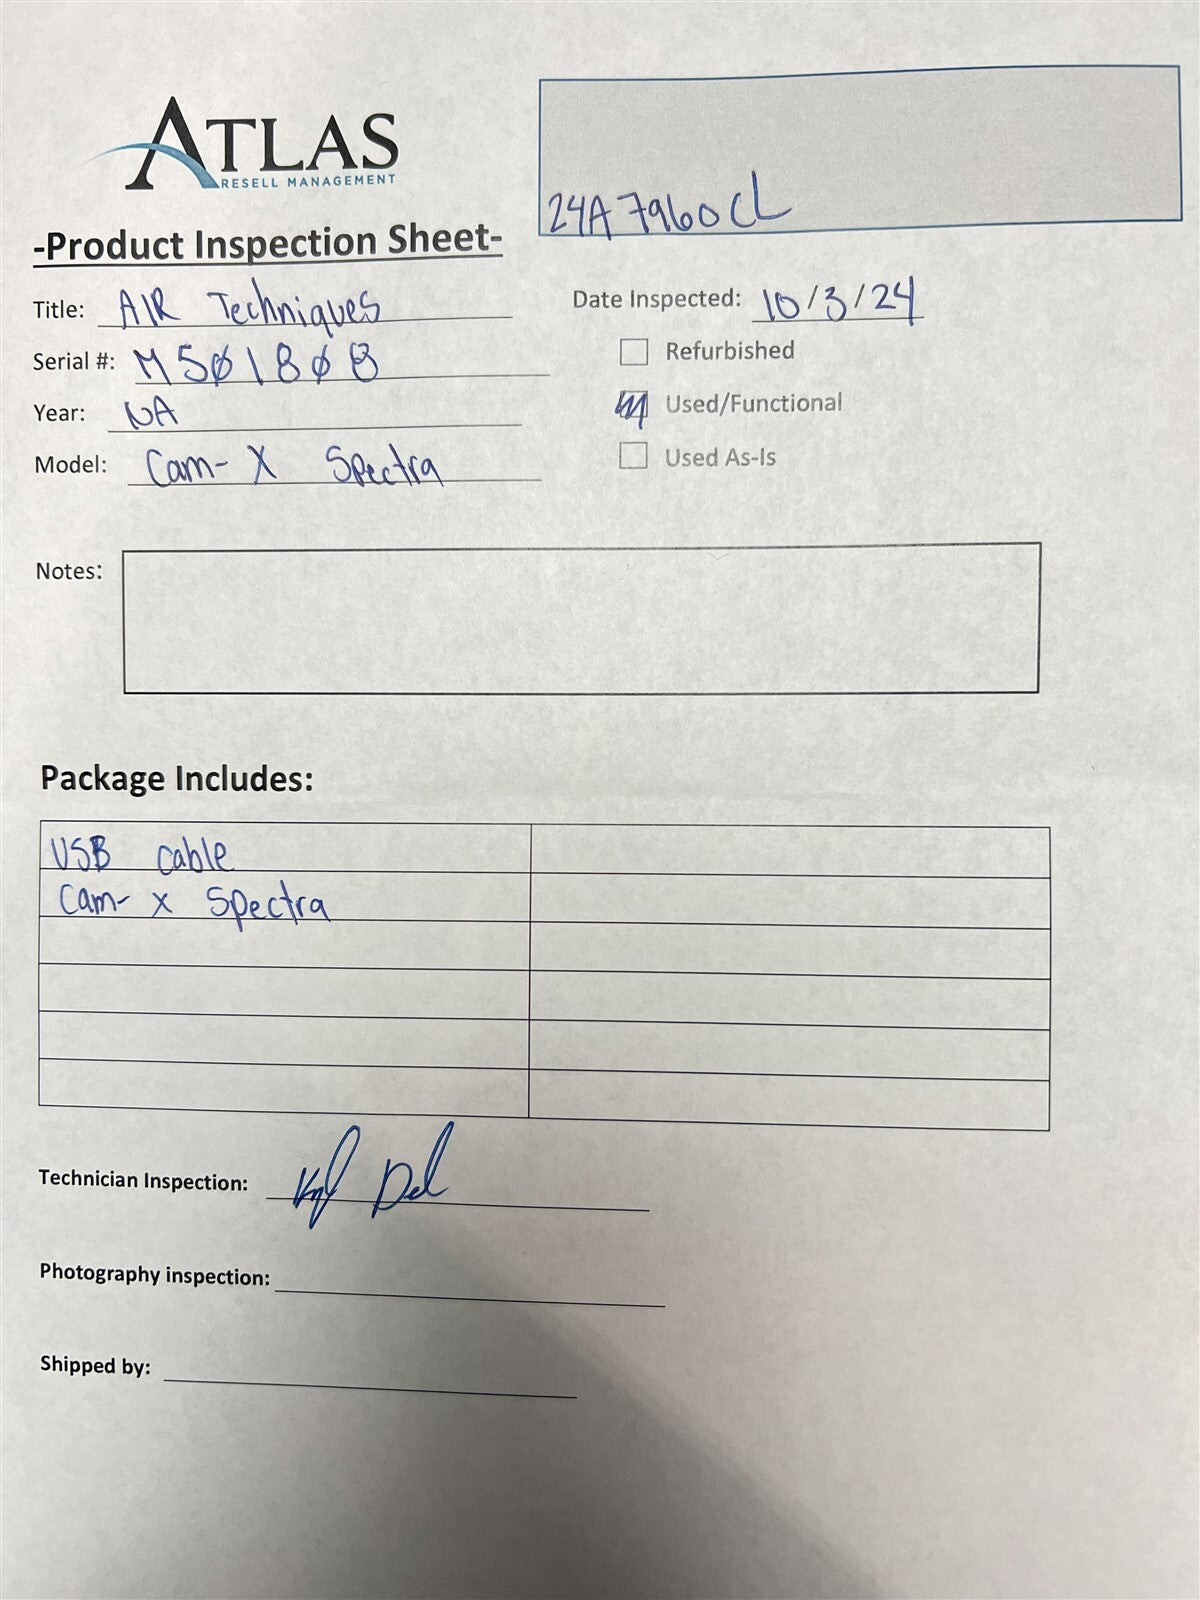 ATLAS
RESELL MANAGEMENT
24A7960CL
-Product Inspection Sheet-
Title: AIR Techniques
Date Inspected: 10/3/24
Serial #: M5Ø18Ø8
Refurbished
Year: NA
Used/Functional
Model: Cam-X Spectra
Used As-Is
Notes:
Package Includes:
USB cable
Cam-x Spectra
Technician Inspection:
Photography inspection:
Shipped by: